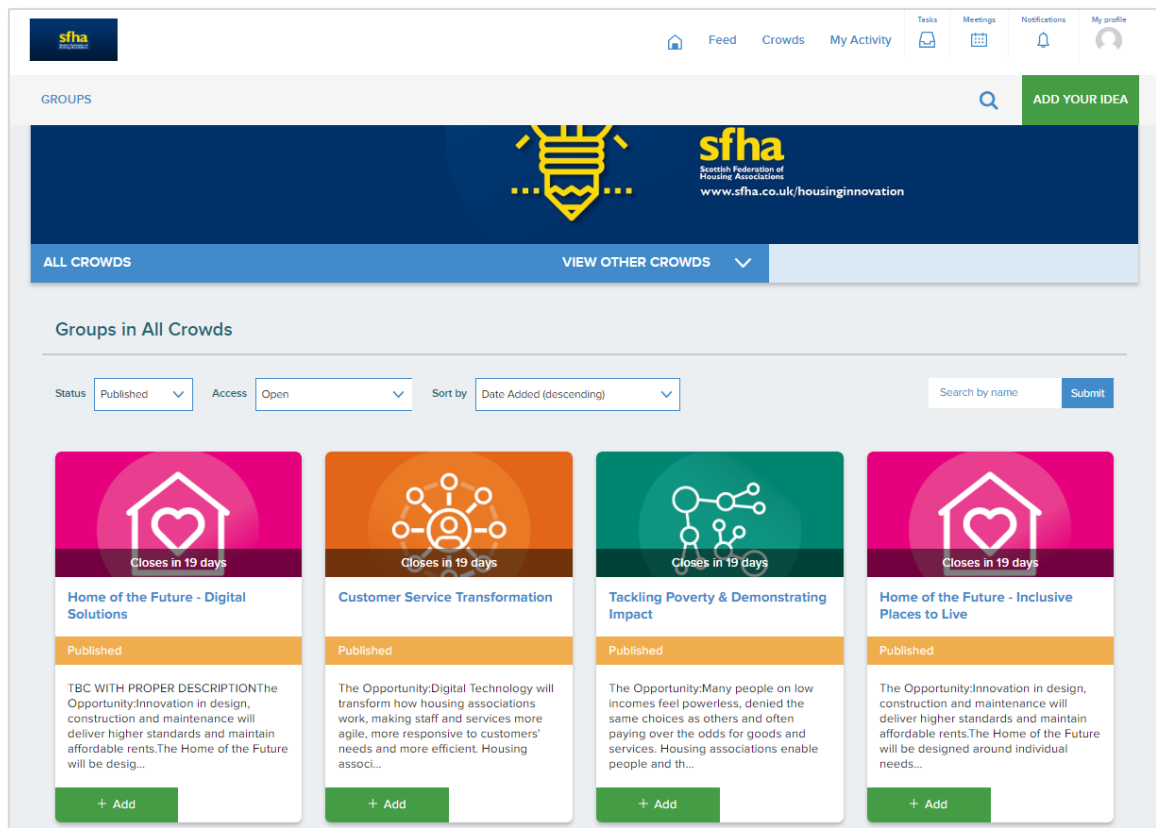 sfha
Feed
Crowds
My Activity
Tasks
Meetings
Notifications
My profile
GROUPS
ADD YOUR IDEA
sfha
Scottish Federation of
Housing Associations
www.sfha.co.uk/housinginnovation
ALL CROWDS
VIEW OTHER CROWDS
Groups in All Crowds
Status
Published
Access
Open
Sort by
Date Added (descending)
Search by name
Submit
Closes in 19 days
Home of the Future - Digital
Solutions
Published
TBC WITH PROPER DESCRIPTIONThe
Opportunity:Innovation in design,
construction and maintenance will
deliver higher standards and maintain
affordable rents.The Home of the Future
will be desig...
+ Add
Closes in 19 days
Customer Service Transformation
Published
The Opportunity:Digital Technology will
transform how housing associations
work, making staff and services more
agile, more responsive to customers'
needs and more efficient. Housing
associ...
+ Add
Closes in 19 days
Tackling Poverty & Demonstrating
Impact
Published
The Opportunity:Many people on low
incomes feel powerless, denied the
same choices as others and often
paying over the odds for goods and
services. Housing associations enable
people and th...
+ Add
Closes in 19 days
Home of the Future - Inclusive
Places to Live
Published
The Opportunity:Innovation in design,
construction and maintenance will
deliver higher standards and maintain
affordable rents.The Home of the Future
will be designed around individual
needs...
+ Add